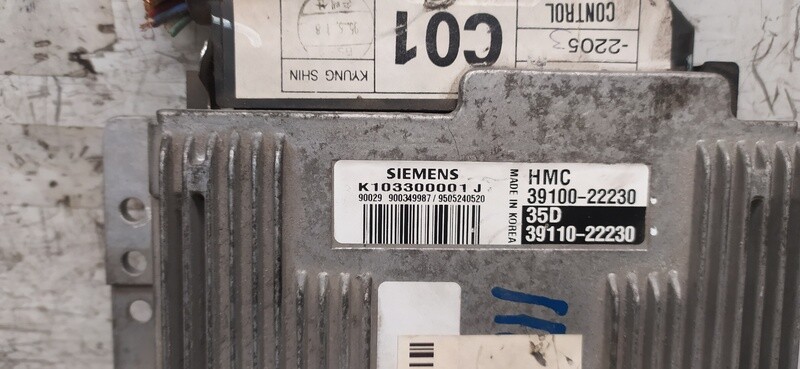 -2205
CONTROL
C01
KYUNG SHIN
SIEMENS
K103300001 J
90029 900349987 / 9505240520
MADE IN KOREA
HMC
39100-22230
35D
39110-22230